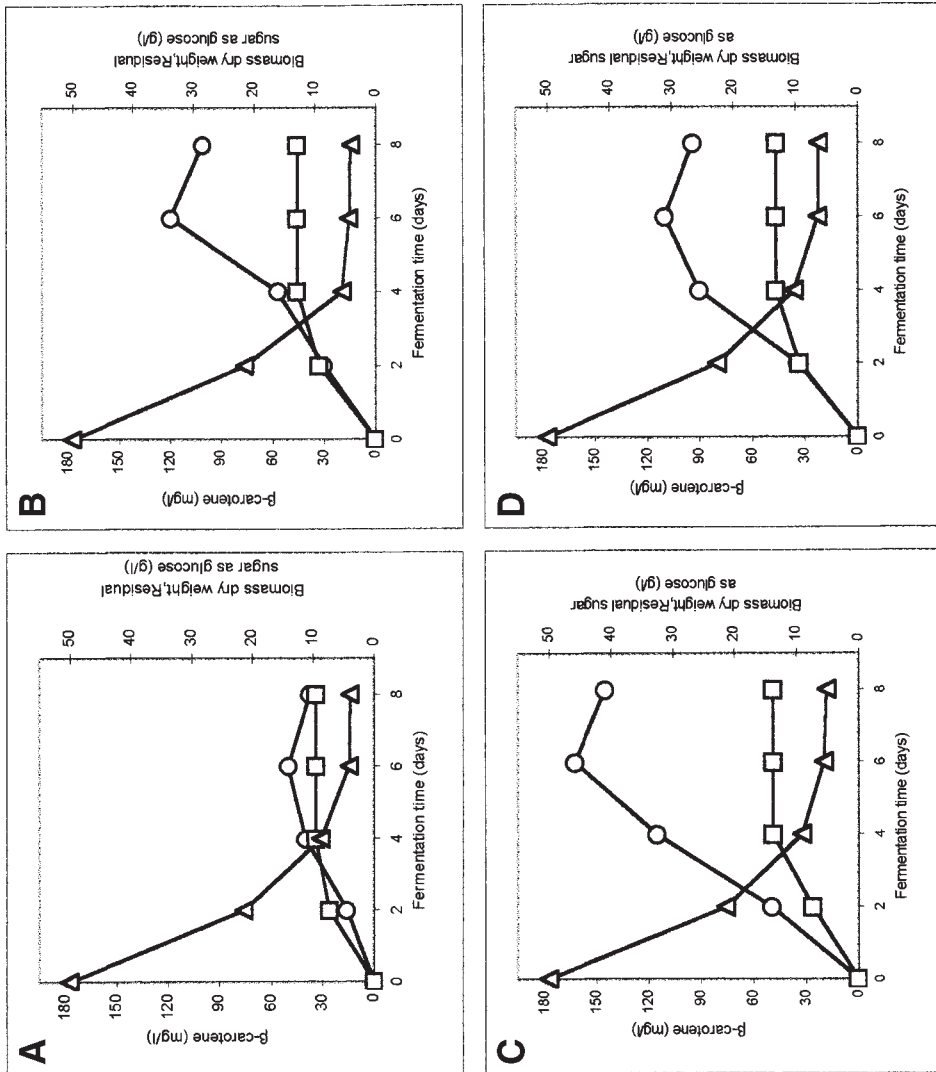 A
β-carotene (mg/l)
180
150
120
90
60
30
0
0 2 4 6 8
Fermentation time (days)
50
40
30
20
10
0
Biomass dry weight,Residual
sugar as glucose (g/l)
B
β-carotene (mg/l)
180
150
120
90
60
30
0
0 2 4 6 8
Fermentation time (days)
50
40
30
20
10
0
Biomass dry weight,Residual
sugar as glucose (g/l)
C
β-carotene (mg/l)
180
150
120
90
60
30
0
0 2 4 6 8
Fermentation time (days)
50
40
30
20
10
0
Biomass dry weight,Residual sugar
as glucose (g/l)
D
β-carotene (mg/l)
180
150
120
90
60
30
0
0 2 4 6 8
Fermentation time (days)
50
40
30
20
10
0
Biomass dry weight,Residual sugar
as glucose (g/l)